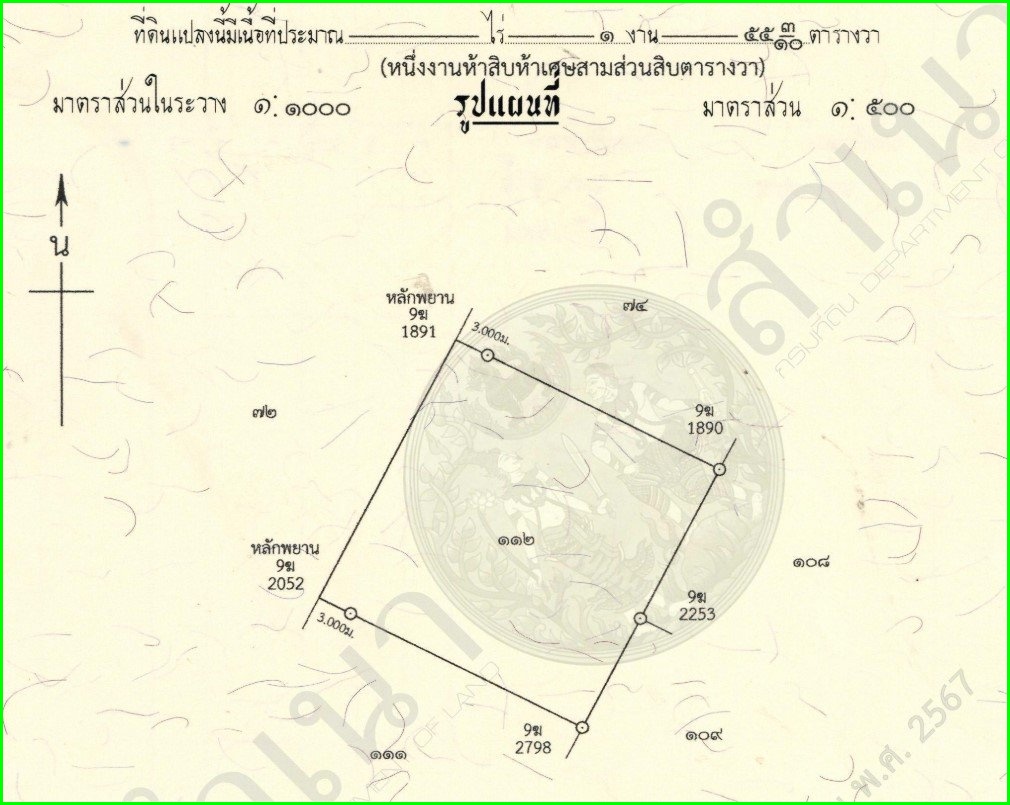 ที่ดินแปลงนี้มีเนื้อที่ประมาณ ไร่ ๑ งาน ๕๕ ๓/๑๐ ตารางวา
(หนึ่งงานห้าสิบห้าเศษสามส่วนสิบตารางวา)
มาตราส่วนในระวาง ๑:๑๐๐๐ รูปแผนที่ มาตราส่วน ๑: ๕๐๐
น
๗๔
หลักพยาน
9ฆ
1891
3.000ม.
๗๒
9ฆ
1890
๑๑๒
หลักพยาน
9ฆ
2052
3.000ม.
๑๐๘
9ฆ
2253
9ฆ
2798
๑๐๙
๑๑๑
สำเนา
กรมที่ดิน DEPARTMENT O
สำเนา
OF LAND
พ.ศ. 2567